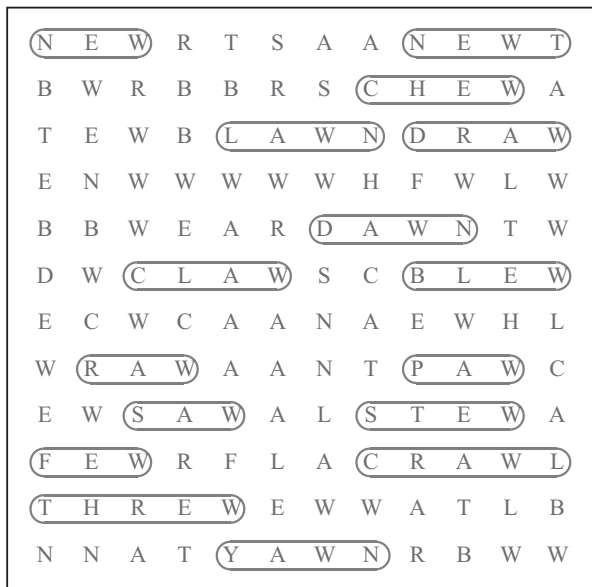 N E W R T S A A N E W T
B W R B B R S C H E W A
T E W B L A W N D R A W
E N W W W W W H F W L W
B B W E A R D A W N T W
D W C L A W S C B L E W
E C W C A A N A E W H L
W R A W A A N T P A W C
E W S A W A L S T E W A
F E W R F L A C R A W L
T H R E W E W W A T L B
N N A T Y A W N R B W W